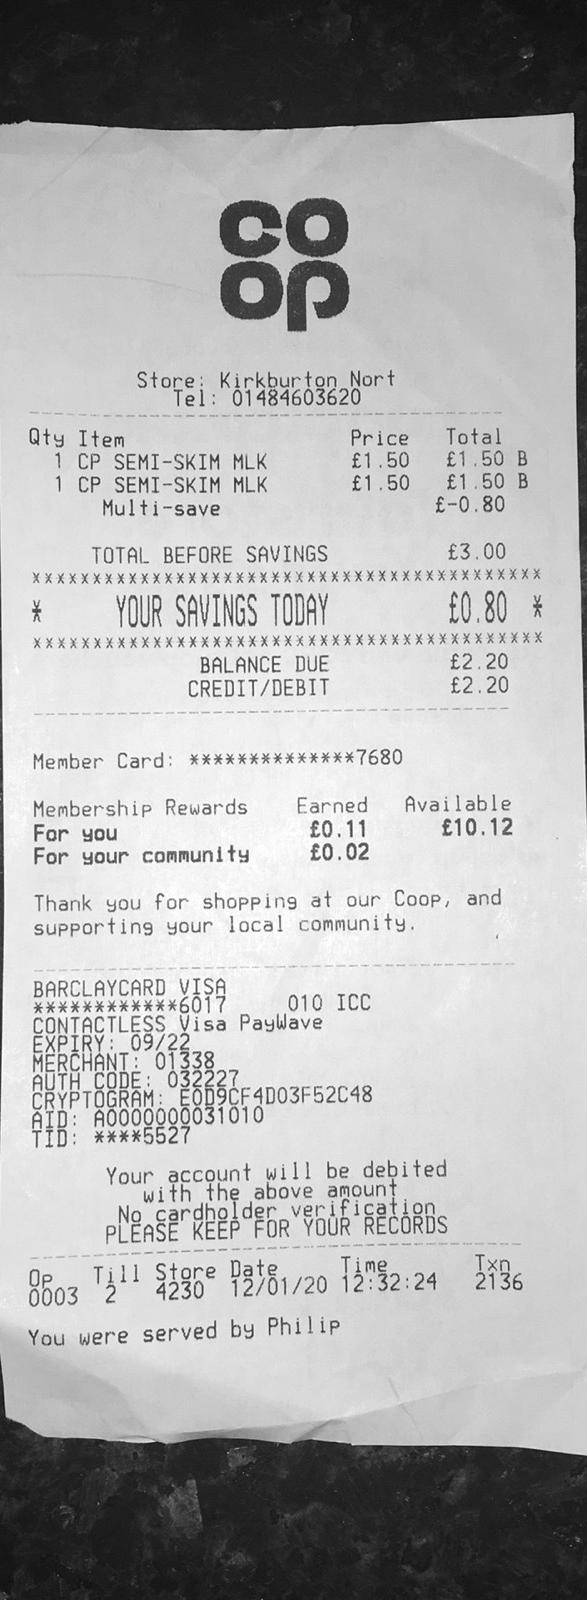 co
op
Store: Kirkburton Nort
Tel: 01484603620
Qty Item Price Total
1 CP SEMI-SKIM MLK £1.50 £1.50 B
1 CP SEMI-SKIM MLK £1.50 £1.50 B
Multi-save £-0.80
TOTAL BEFORE SAVINGS £3.00
*******************************************
* YOUR SAVINGS TODAY £0.80 *
*******************************************
BALANCE DUE £2.20
CREDIT/DEBIT £2.20
Member Card: **************7680
Membership Rewards Earned Available
For you £0.11 £10.12
For your community £0.02
Thank you for shopping at our Coop, and
supporting your local community.
BARCLAYCARD VISA
************6017 010 ICC
CONTACTLESS Visa PayWave
EXPIRY: 09/22
MERCHANT: 01338
AUTH CODE: 032227
CRYPTOGRAM: E0D9CF4D03F52C48
AID: A0000000031010
TID: ****5527
Your account will be debited
with the above amount
No cardholder verification
PLEASE KEEP FOR YOUR RECORDS
Op Till Store Date Time Txn
0003 2 4230 12/01/20 12:32:24 2136
You were served by Philip